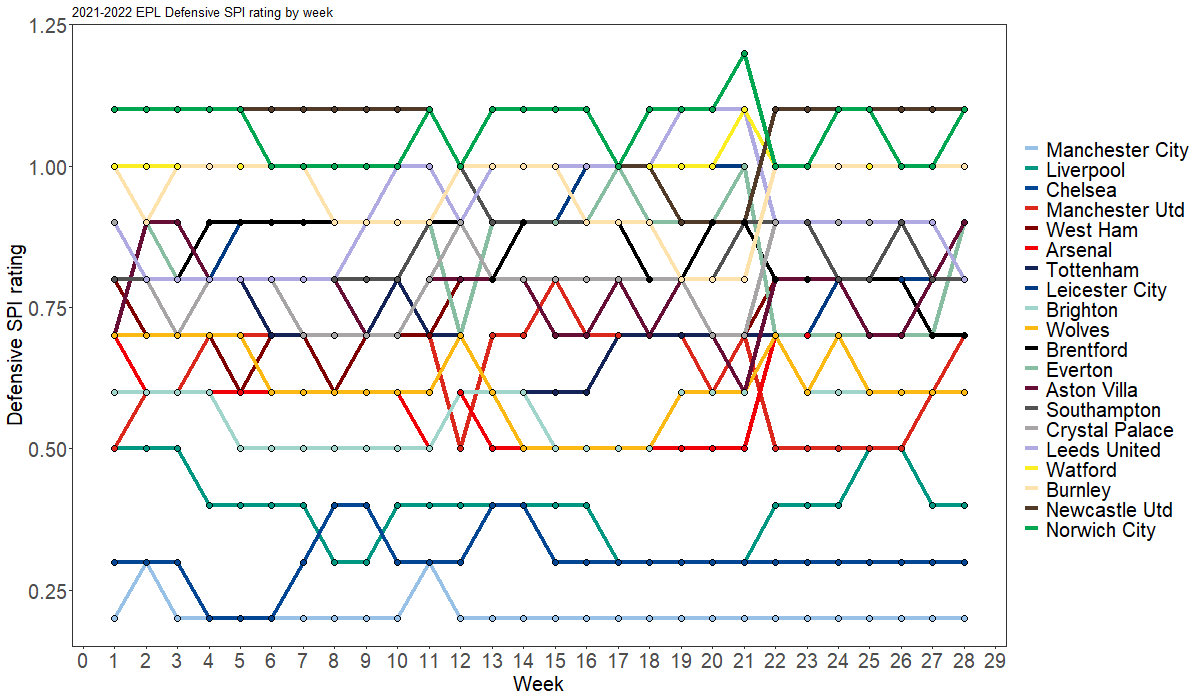 2021-2022 EPL Defensive SPI rating by week
Defensive SPI rating
1.25
1.00
0.75
0.50
0.25
0 1 2 3 4 5 6 7 8 9 10 11 12 13 14 15 16 17 18 19 20 21 22 23 24 25 26 27 28 29
Week
Manchester City
Liverpool
Chelsea
Manchester Utd
West Ham
Arsenal
Tottenham
Leicester City
Brighton
Wolves
Brentford
Everton
Aston Villa
Southampton
Crystal Palace
Leeds United
Watford
Burnley
Newcastle Utd
Norwich City